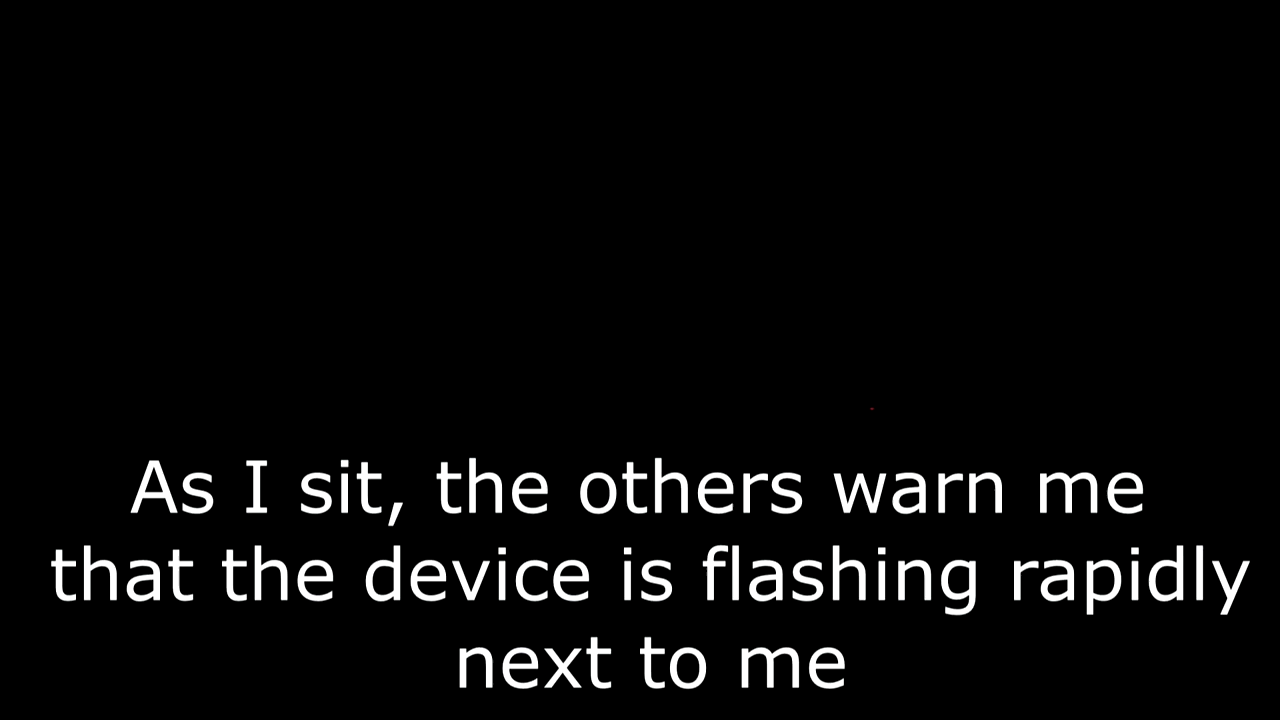 As I sit, the others warn me
that the device is flashing rapidly
next to me